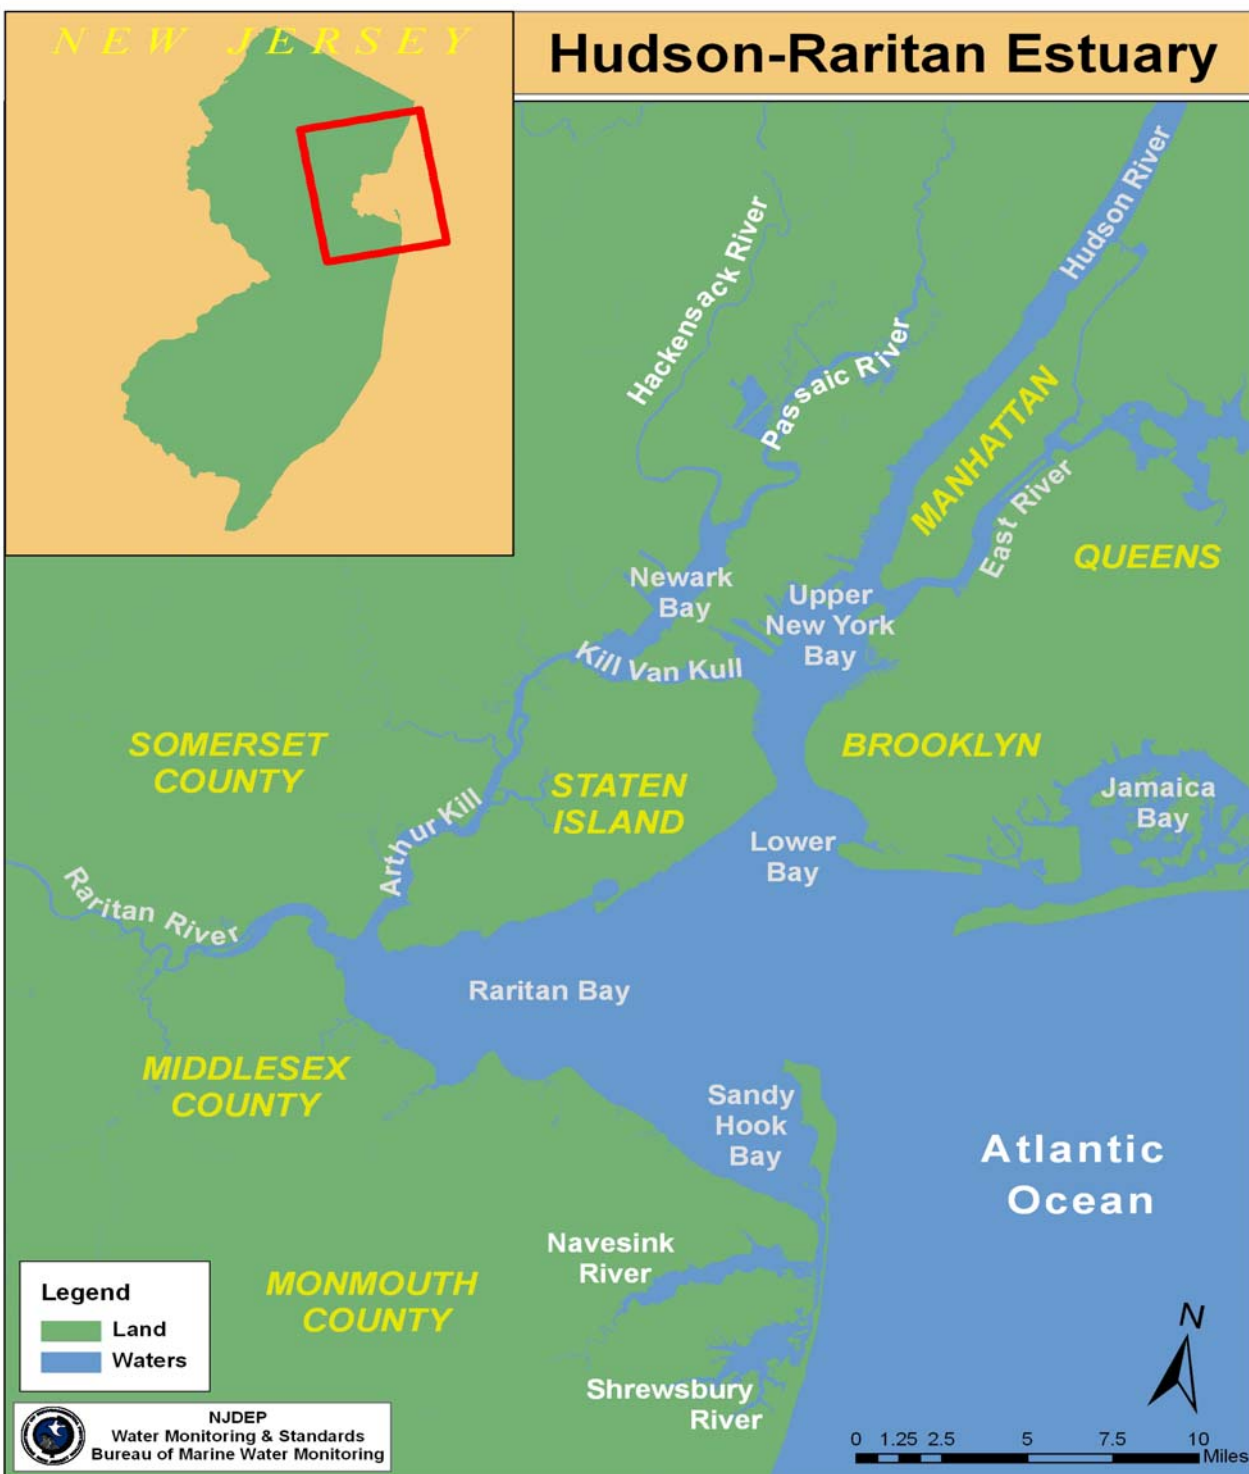 NEW JERSEY
Hudson-Raritan Estuary
Hudson River
Hackensack River
Passaic River
MANHATTAN
East River
QUEENS
Newark
Bay
Upper
New York
Bay
Kill Van Kull
SOMERSET
COUNTY
STATEN
ISLAND
BROOKLYN
Jamaica
Bay
Arthur Kill
Lower
Bay
Raritan River
Raritan Bay
MIDDLESEX
COUNTY
Sandy
Hook
Bay
Atlantic
Ocean
Navesink
River
MONMOUTH
COUNTY
Shrewsbury
River
Legend
Land
Waters
NJDEP
Water Monitoring & Standards
Bureau of Marine Water Monitoring
N
0 1.25 2.5 5 7.5 10
Miles